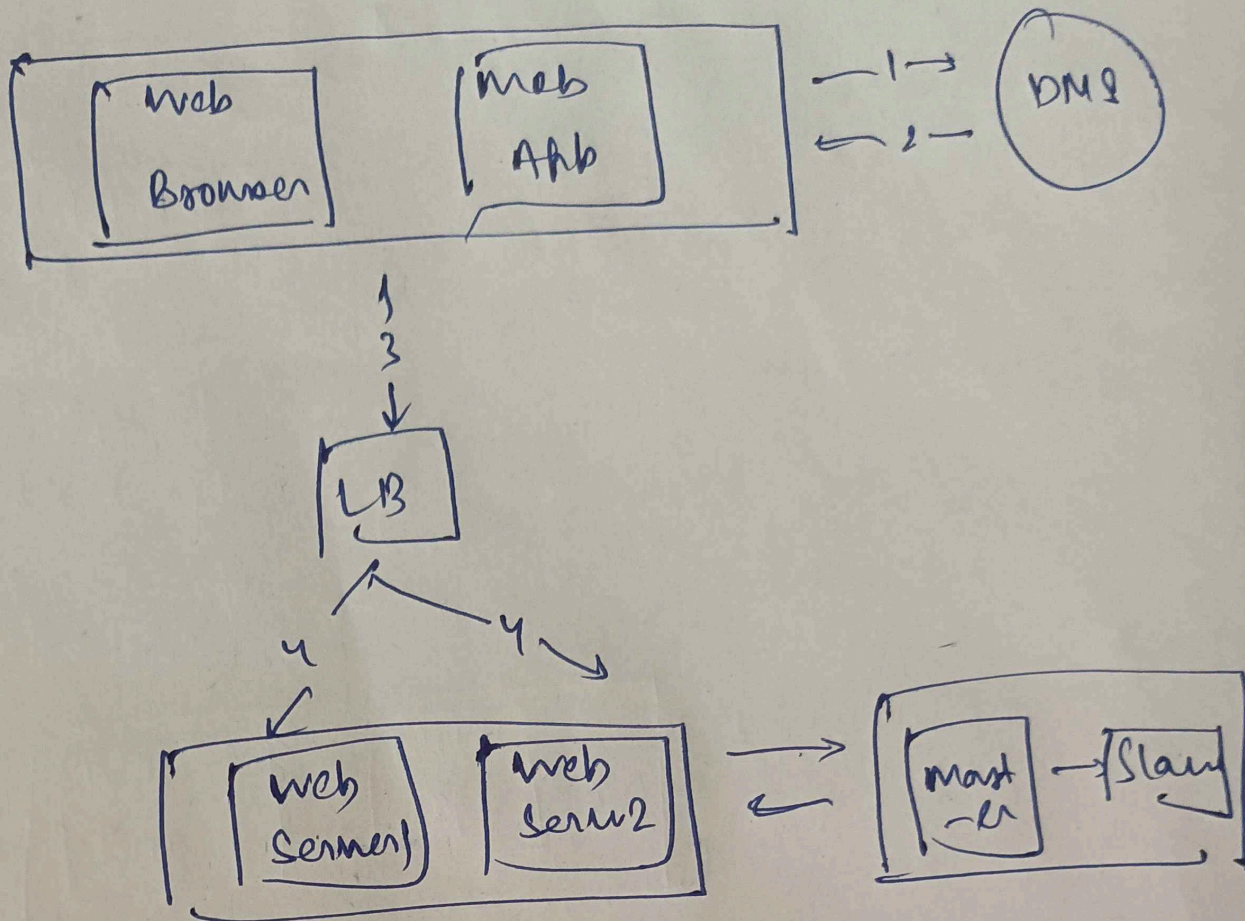 Web
Browser
Web
App
1
DNS
2
3
LB
4
4
Web
Server1
Web
Server2
Mast
-er
Slave